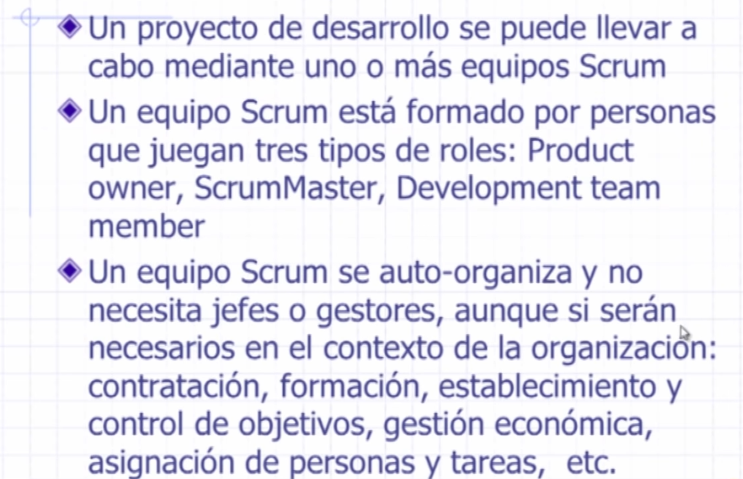 Un proyecto de desarrollo se puede llevar a
cabo mediante uno o más equipos Scrum
Un equipo Scrum está formado por personas
que juegan tres tipos de roles: Product
owner, ScrumMaster, Development team
member
Un equipo Scrum se auto-organiza y no
necesita jefes o gestores, aunque si serán
necesarios en el contexto de la organización:
contratación, formación, establecimiento y
control de objetivos, gestión económica,
asignación de personas y tareas,  etc.